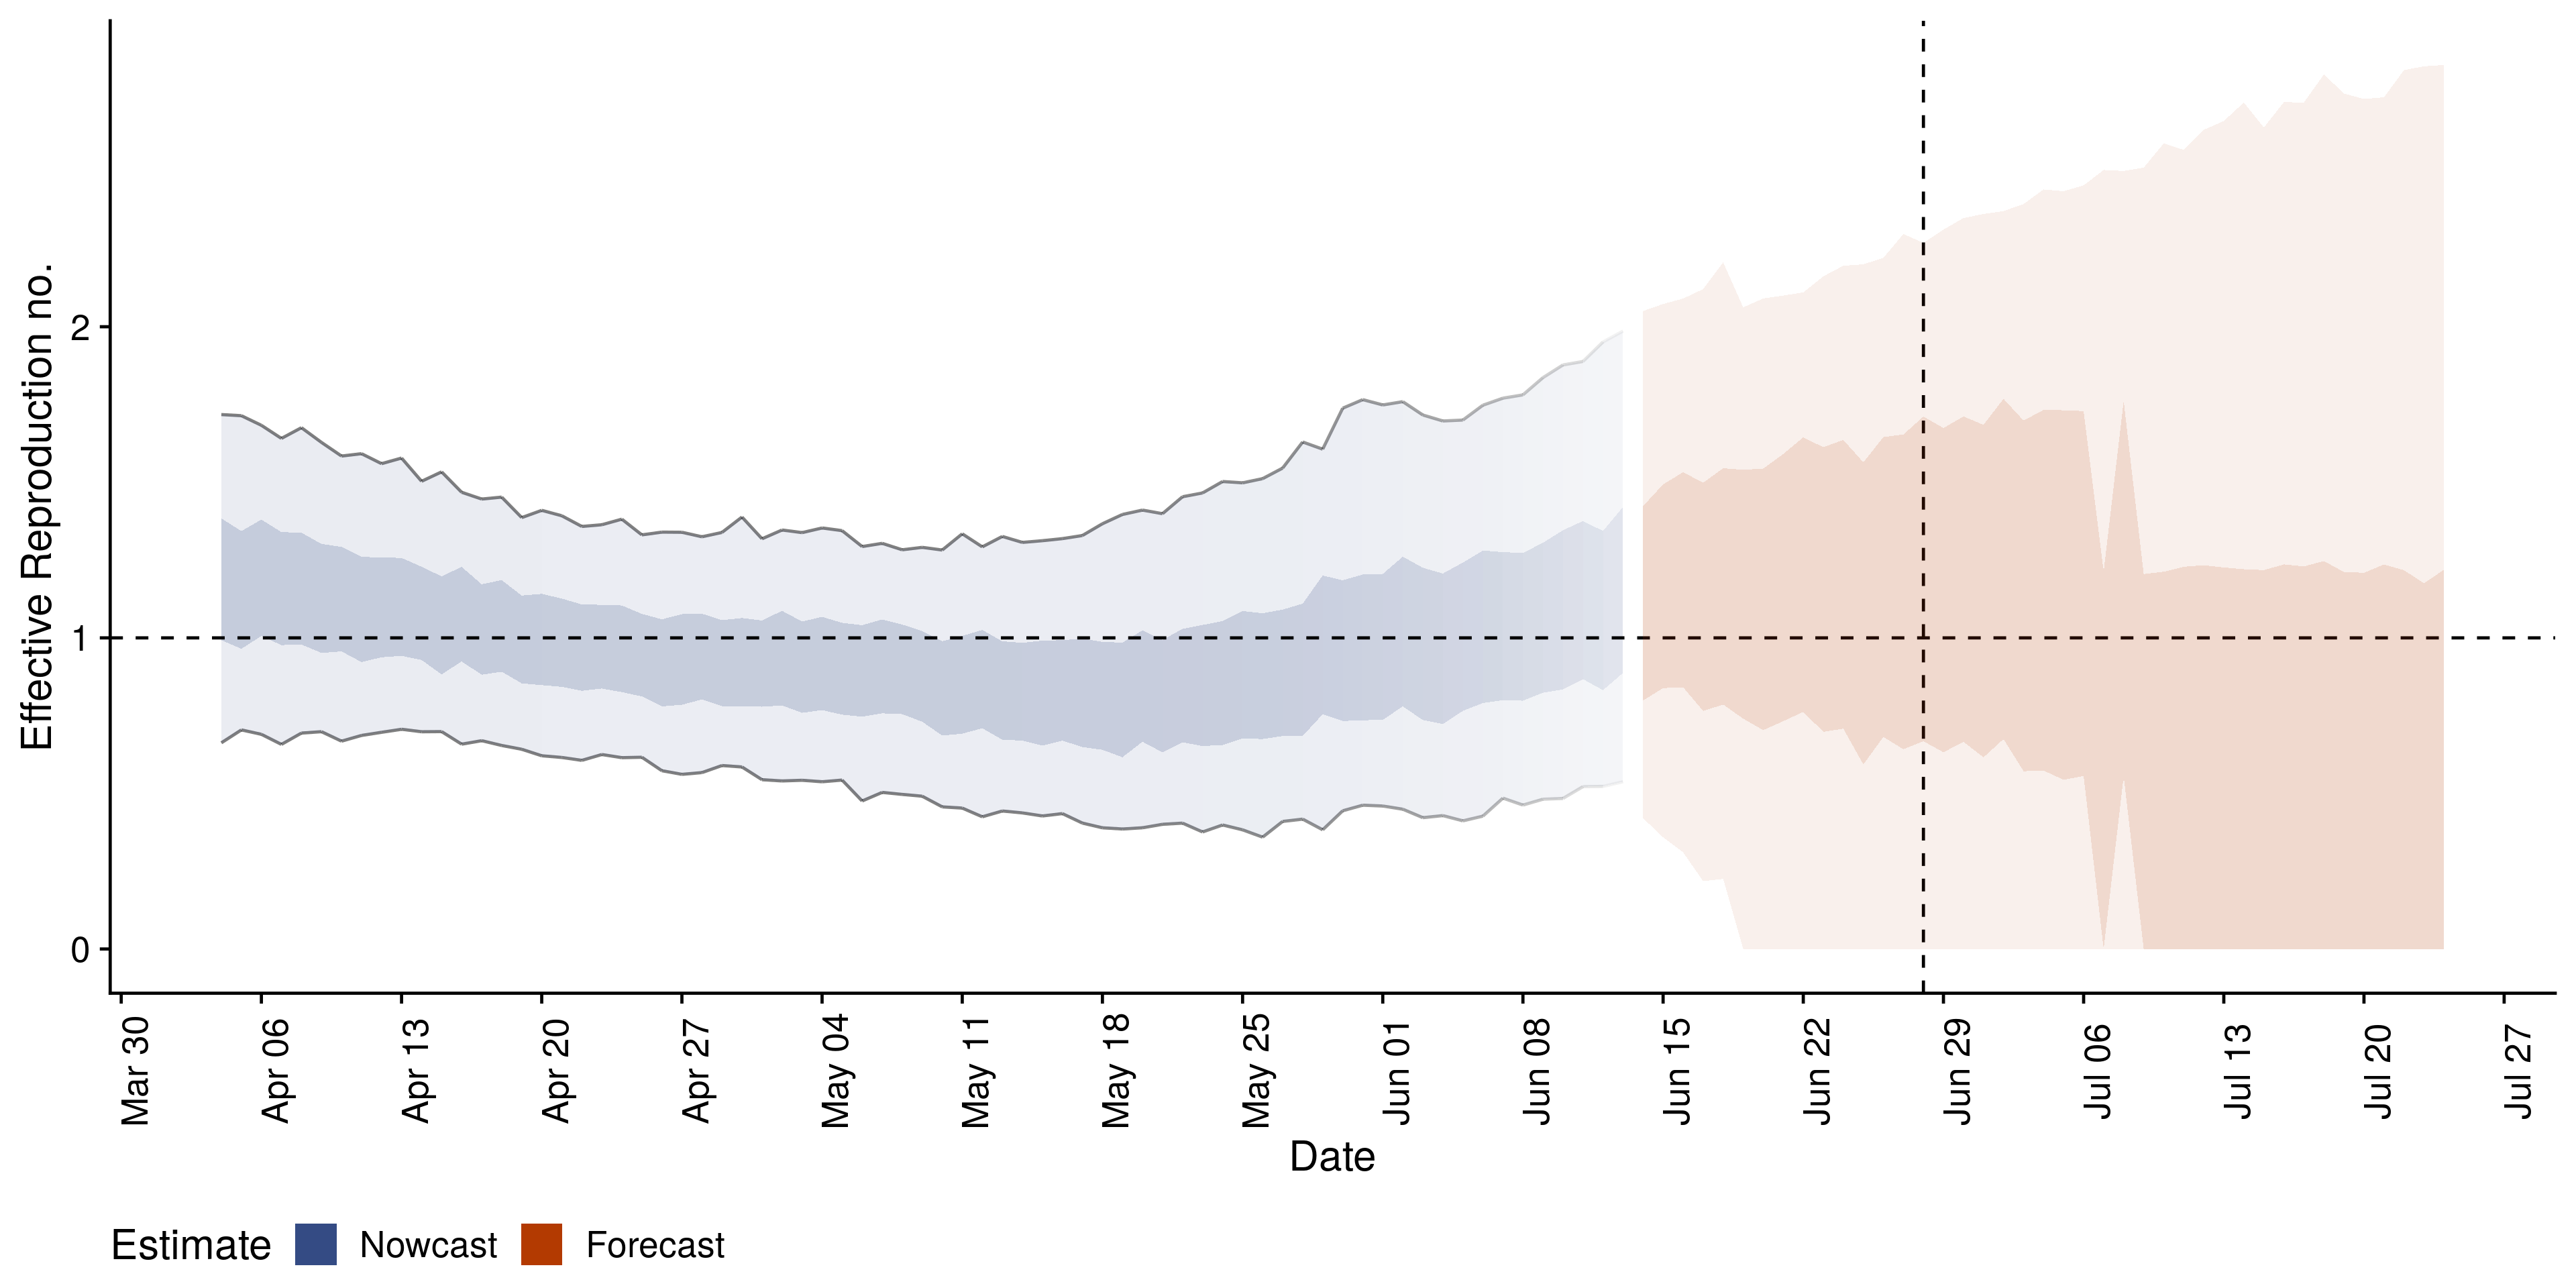 Effective Reproduction no.
2
1
0
Mar 30
Apr 06
Apr 13
Apr 20
Apr 27
May 04
May 11
May 18
May 25
Jun 01
Jun 08
Jun 15
Jun 22
Jun 29
Jul 06
Jul 13
Jul 20
Jul 27
Date
Estimate Nowcast Forecast